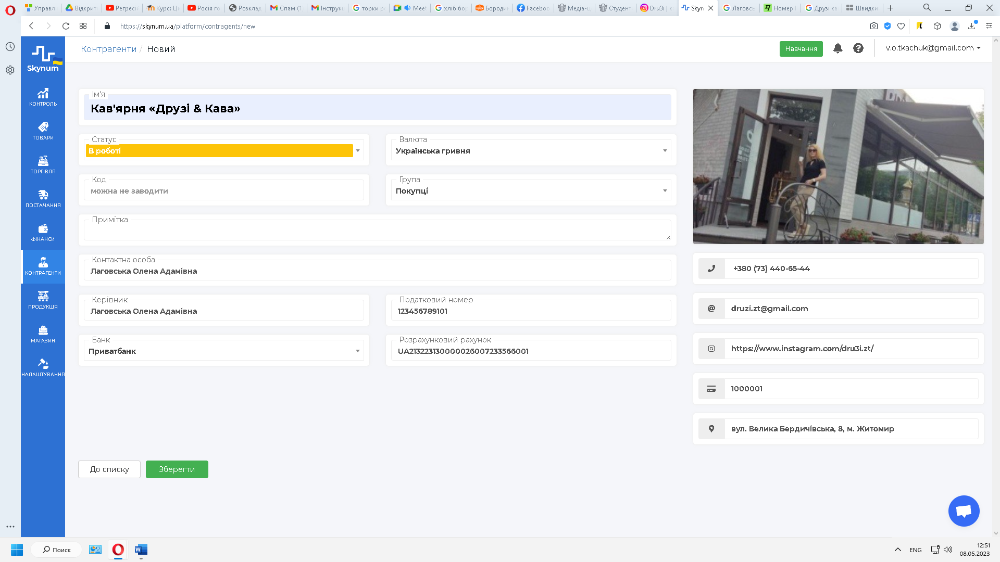 Управлі
Відкрит
Регресі
Курс: Ці
Росія го
Розклад
Спам (1
Інструкц
торки р
Meet
хліб бор
Бородин
Faceboo
Медіа-ц
Студент
Dru3i | к
Skyn
Лаговсь
Номер І
Друзі ка
Швидки
https://skynum.ua/platform/contragents/new
Skynum
Контрагенти / Новий
Навчання
v.o.tkachuk@gmail.com
КОНТРОЛЬ
ТОВАРИ
ТОРГІВЛЯ
ПОСТАЧАННЯ
ФІНАНСИ
КОНТРАГЕНТИ
ПРОДУКЦІЯ
МАГАЗИН
НАЛАШТУВАННЯ
Ім'я
Кав'ярня «Друзі & Кава»
Статус
В роботі
Валюта
Українська гривня
Код
можна не заводити
Група
Покупці
Примітка
Контактна особа
Лаговська Олена Адамівна
Керівник
Лаговська Олена Адамівна
Податковий номер
123456789101
Банк
Приватбанк
Розрахунковий рахунок
UA213223130000026007233566001
+380 (73) 440-65-44
druzi.zt@gmail.com
https://www.instagram.com/dru3i.zt/
1000001
вул. Велика Бердичівська, 8, м. Житомир
До списку
Зберегти
Поиск
ENG
12:51
08.05.2023